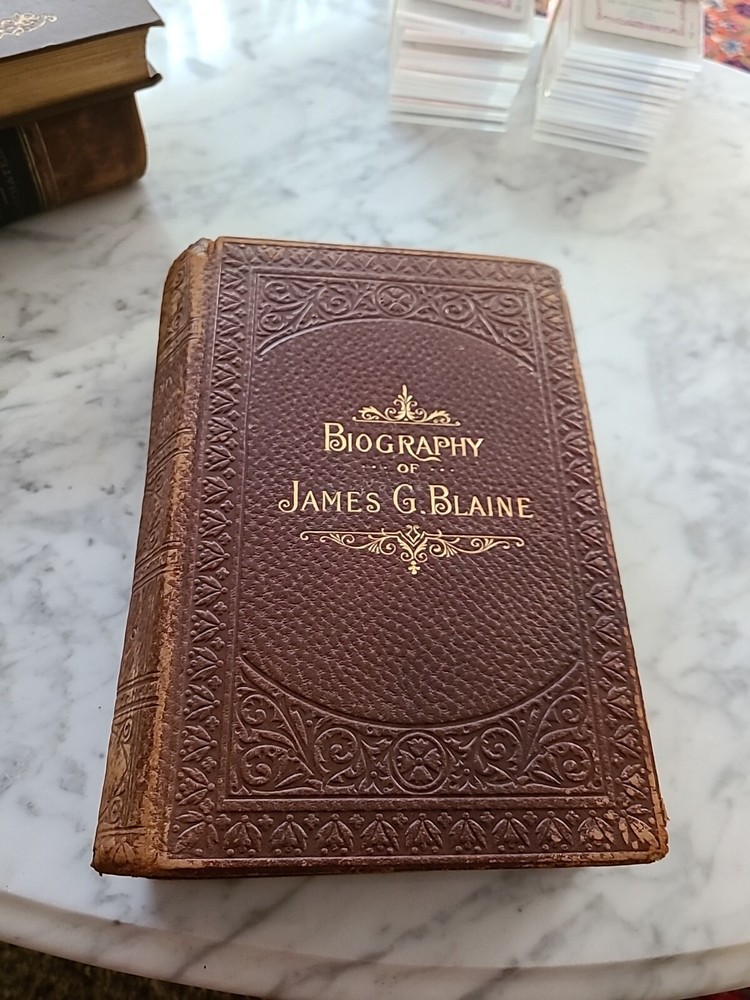 BIOGRAPHY
OF
JAMES G. BLAINE